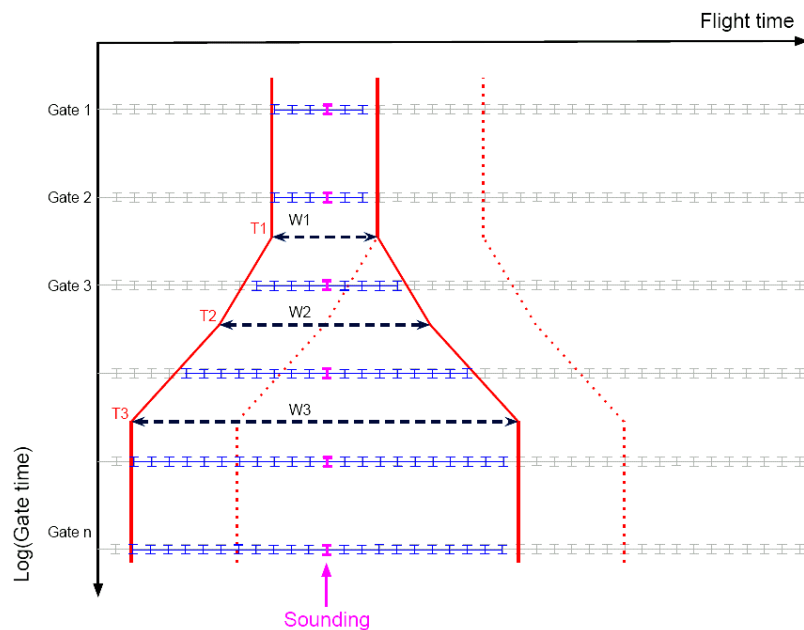 Flight time
Gate 1
Gate 2
T1
W1
Gate 3
T2
W2
T3
W3
Gate n
Log(Gate time)
Sounding